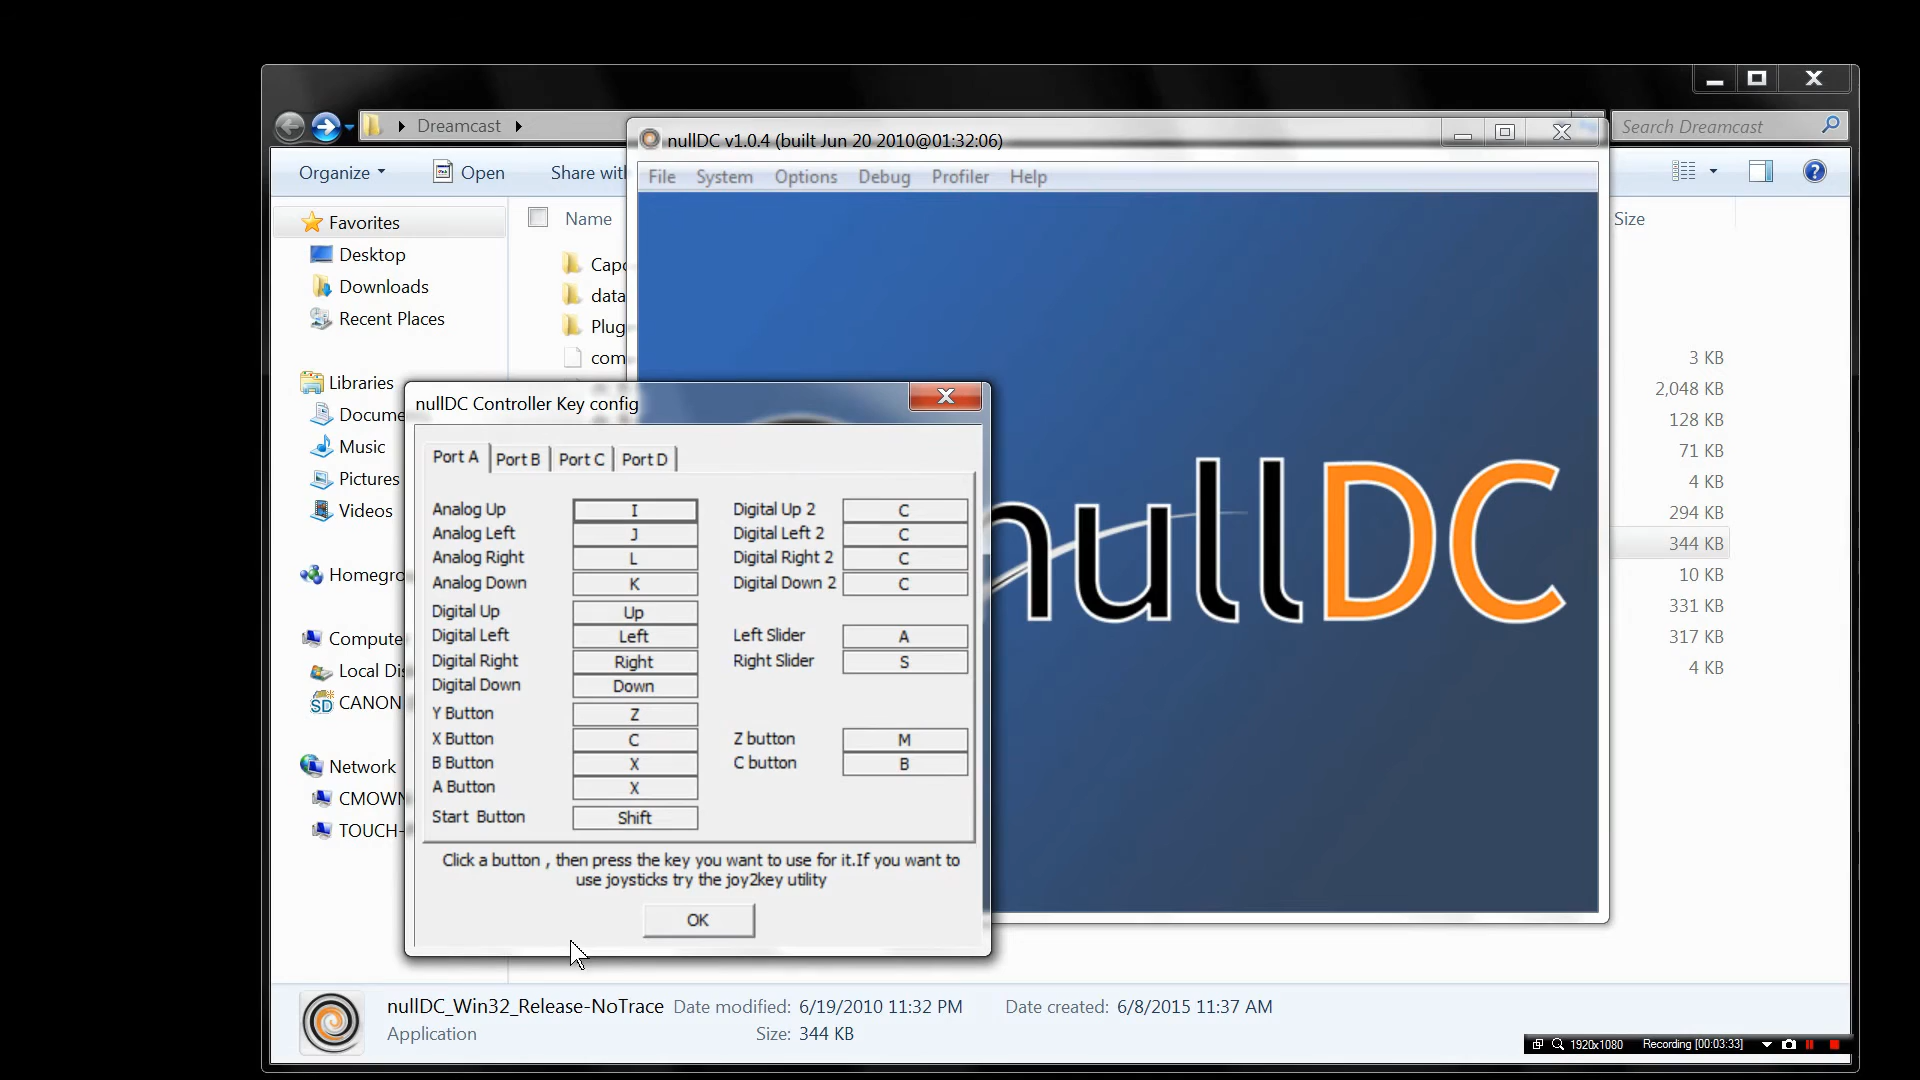 Dreamcast
Search Dreamcast
nullDC v1.0.4 (built Jun 20 2010@01:32:06)
Organize
Open
Share with
File System Options Debug Profiler Help
Name
Size
Favorites
Desktop
Downloads
Recent Places
Libraries
Music
Pictures
Videos
Network
data
3 KB
2,048 KB
128 KB
71 KB
4 KB
294 KB
344 KB
10 KB
331 KB
317 KB
4 KB
nullDC
nullDC Controller Key config
Port A Port B Port C Port D
Analog Up I Digital Up 2 C
Analog Left J Digital Left 2 C
Analog Right L Digital Right 2 C
Analog Down K Digital Down 2 C
Digital Up Up
Digital Left Left Left Slider A
Digital Right Right Right Slider S
Digital Down Down
Y Button Z
X Button C Z button M
B Button X C button B
A Button X
Start Button Shift
Click a button , then press the key you want to use for it.If you want to
use joysticks try the joy2key utility
OK
nullDC_Win32_Release-NoTrace Date modified: 6/19/2010 11:32 PM Date created: 6/8/2015 11:37 AM
Application Size: 344 KB
1920x1080 Recording [00:03:33]